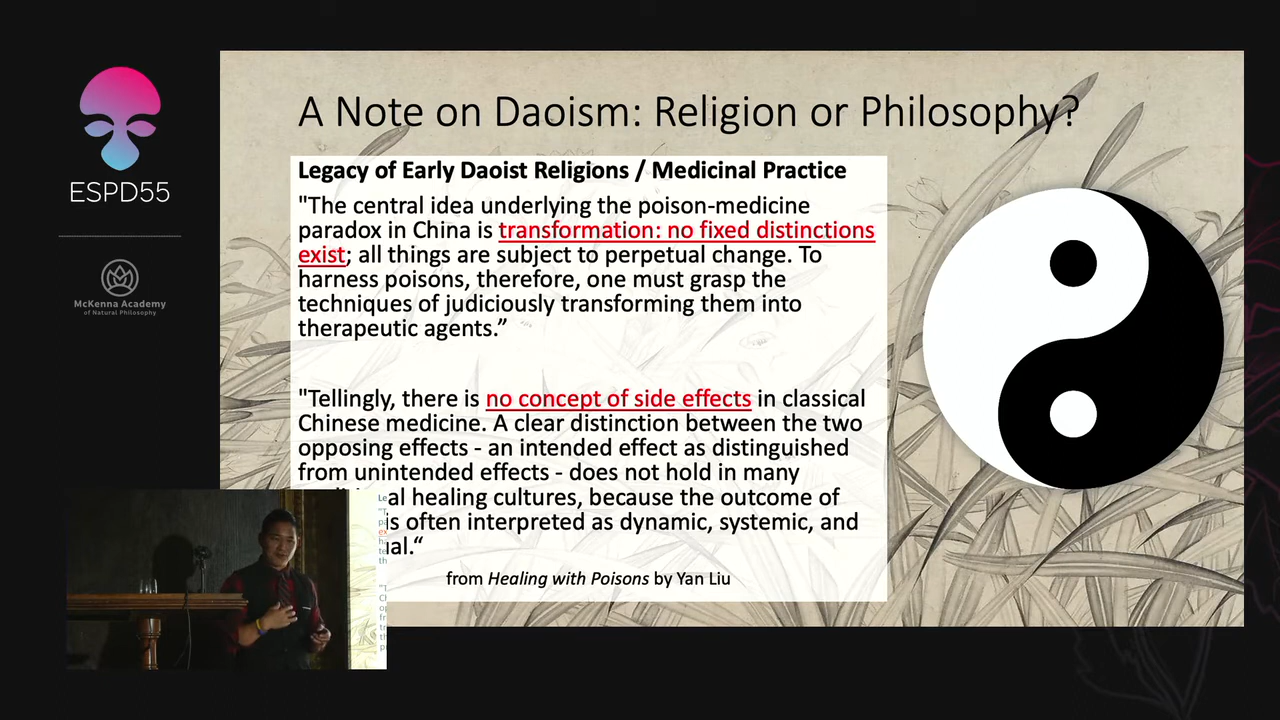 ESPD55
McKenna Academy
of Natural Philosophy
A Note on Daoism: Religion or Philosophy?
Legacy of Early Daoist Religions / Medicinal Practice
"The central idea underlying the poison-medicine
paradox in China is transformation: no fixed distinctions
exist; all things are subject to perpetual change. To
harness poisons, therefore, one must grasp the
techniques of judiciously transforming them into
therapeutic agents.”
"Tellingly, there is no concept of side effects in classical
Chinese medicine. A clear distinction between the two
opposing effects - an intended effect as distinguished
from unintended effects - does not hold in many
al healing cultures, because the outcome of
is often interpreted as dynamic, systemic, and
ual.“
from Healing with Poisons by Yan Liu